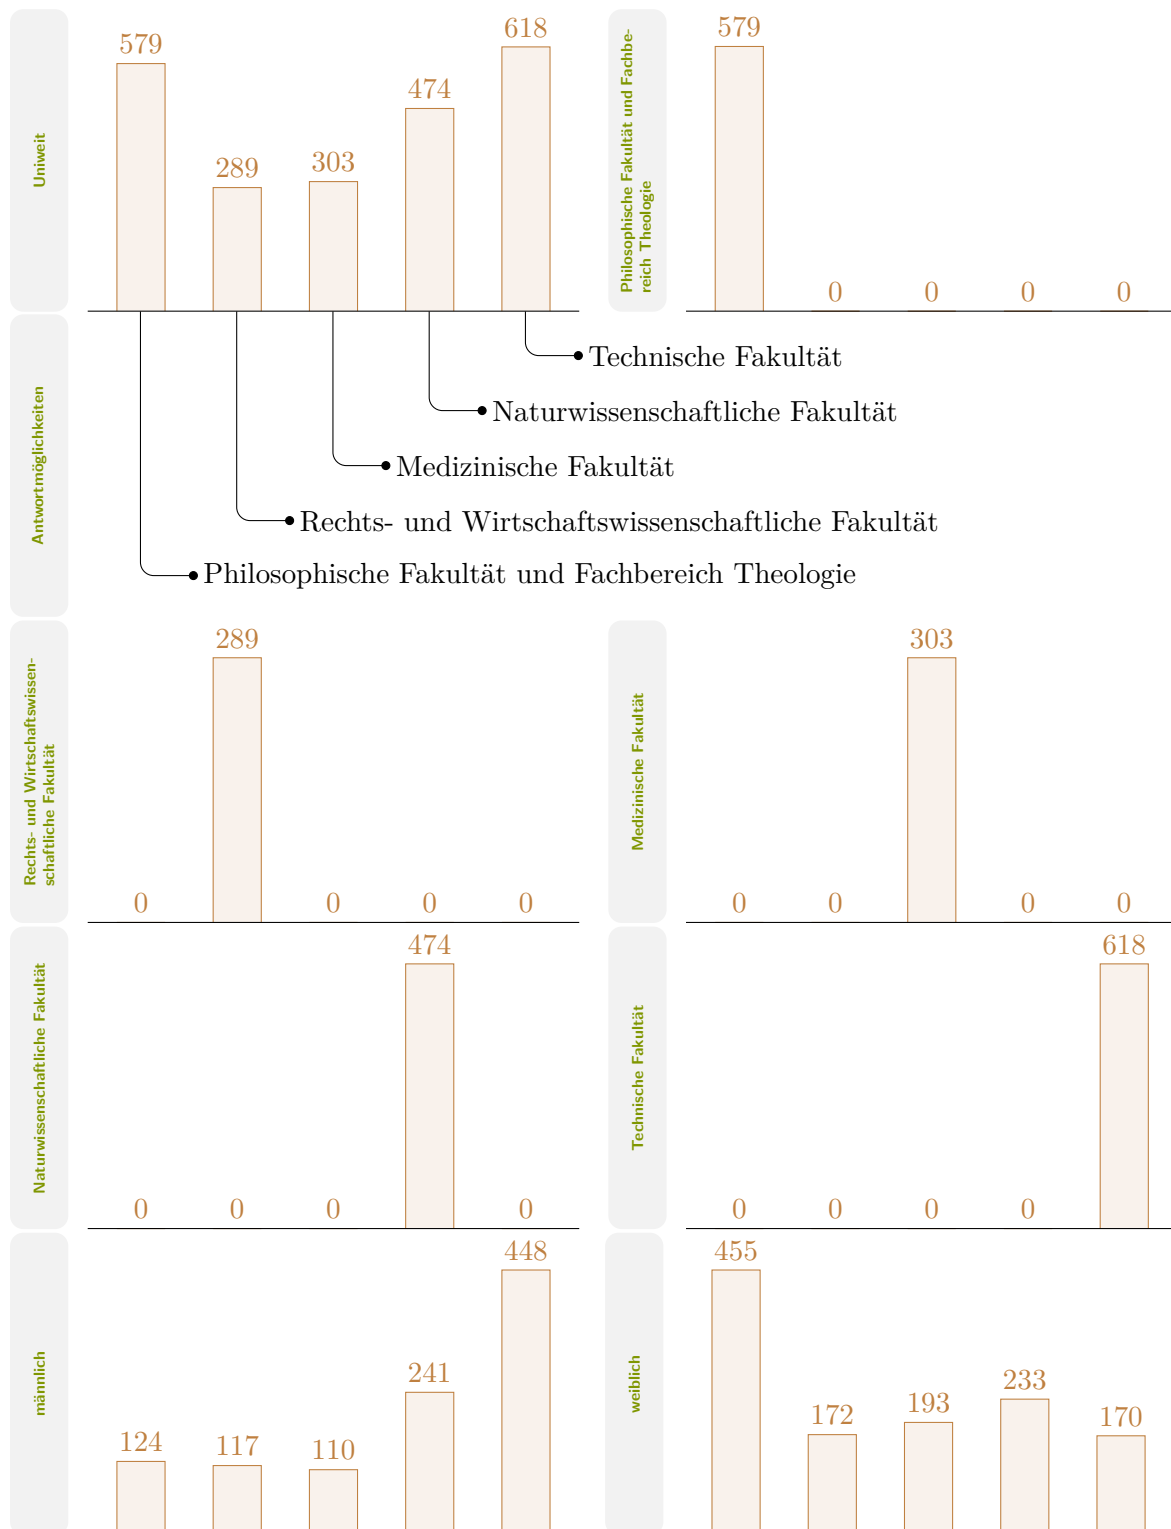 Uniweit
579
289
303
474
618
Philosophische Fakultät und Fachbe-
reich Theologie
579
0
0
0
0
Antwortmöglichkeiten
Technische Fakultät
Naturwissenschaftliche Fakultät
Medizinische Fakultät
Rechts- und Wirtschaftswissenschaftliche Fakultät
Philosophische Fakultät und Fachbereich Theologie
Rechts- und Wirtschaftswissen-
schaftliche Fakultät
0
289
0
0
0
Medizinische Fakultät
0
0
303
0
0
Naturwissenschaftliche Fakultät
0
0
0
474
0
Technische Fakultät
0
0
0
0
618
männlich
124
117
110
241
448
weiblich
455
172
193
233
170